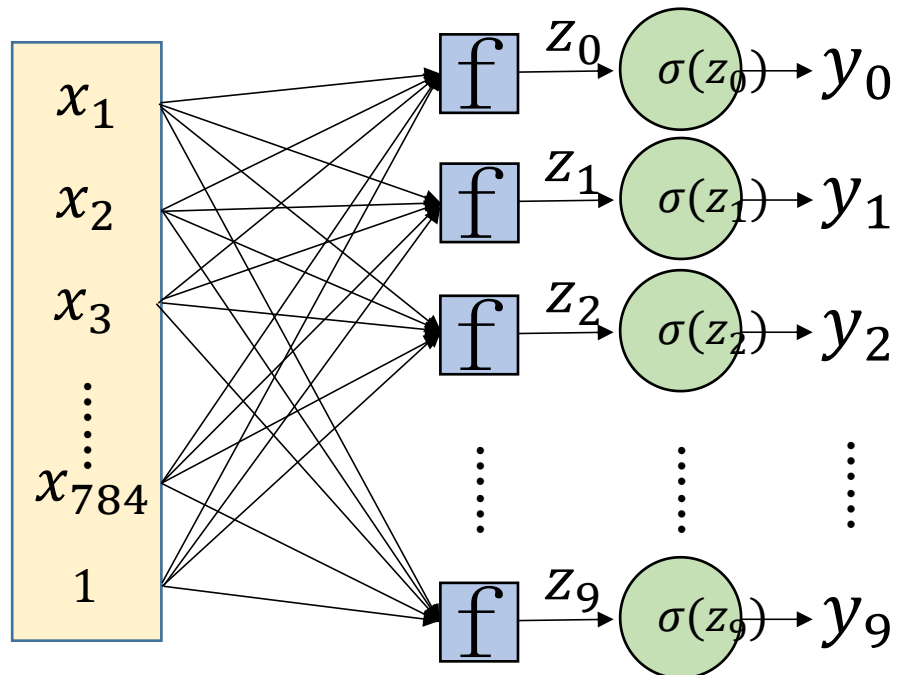 x₁
x₂
x₃
⋮
x₇₈₄
1
f z₀ σ(z₀) y₀
f z₁ σ(z₁) y₁
f z₂ σ(z₂) y₂
⋮ ⋮ ⋮
f z₉ σ(z₉) y₉